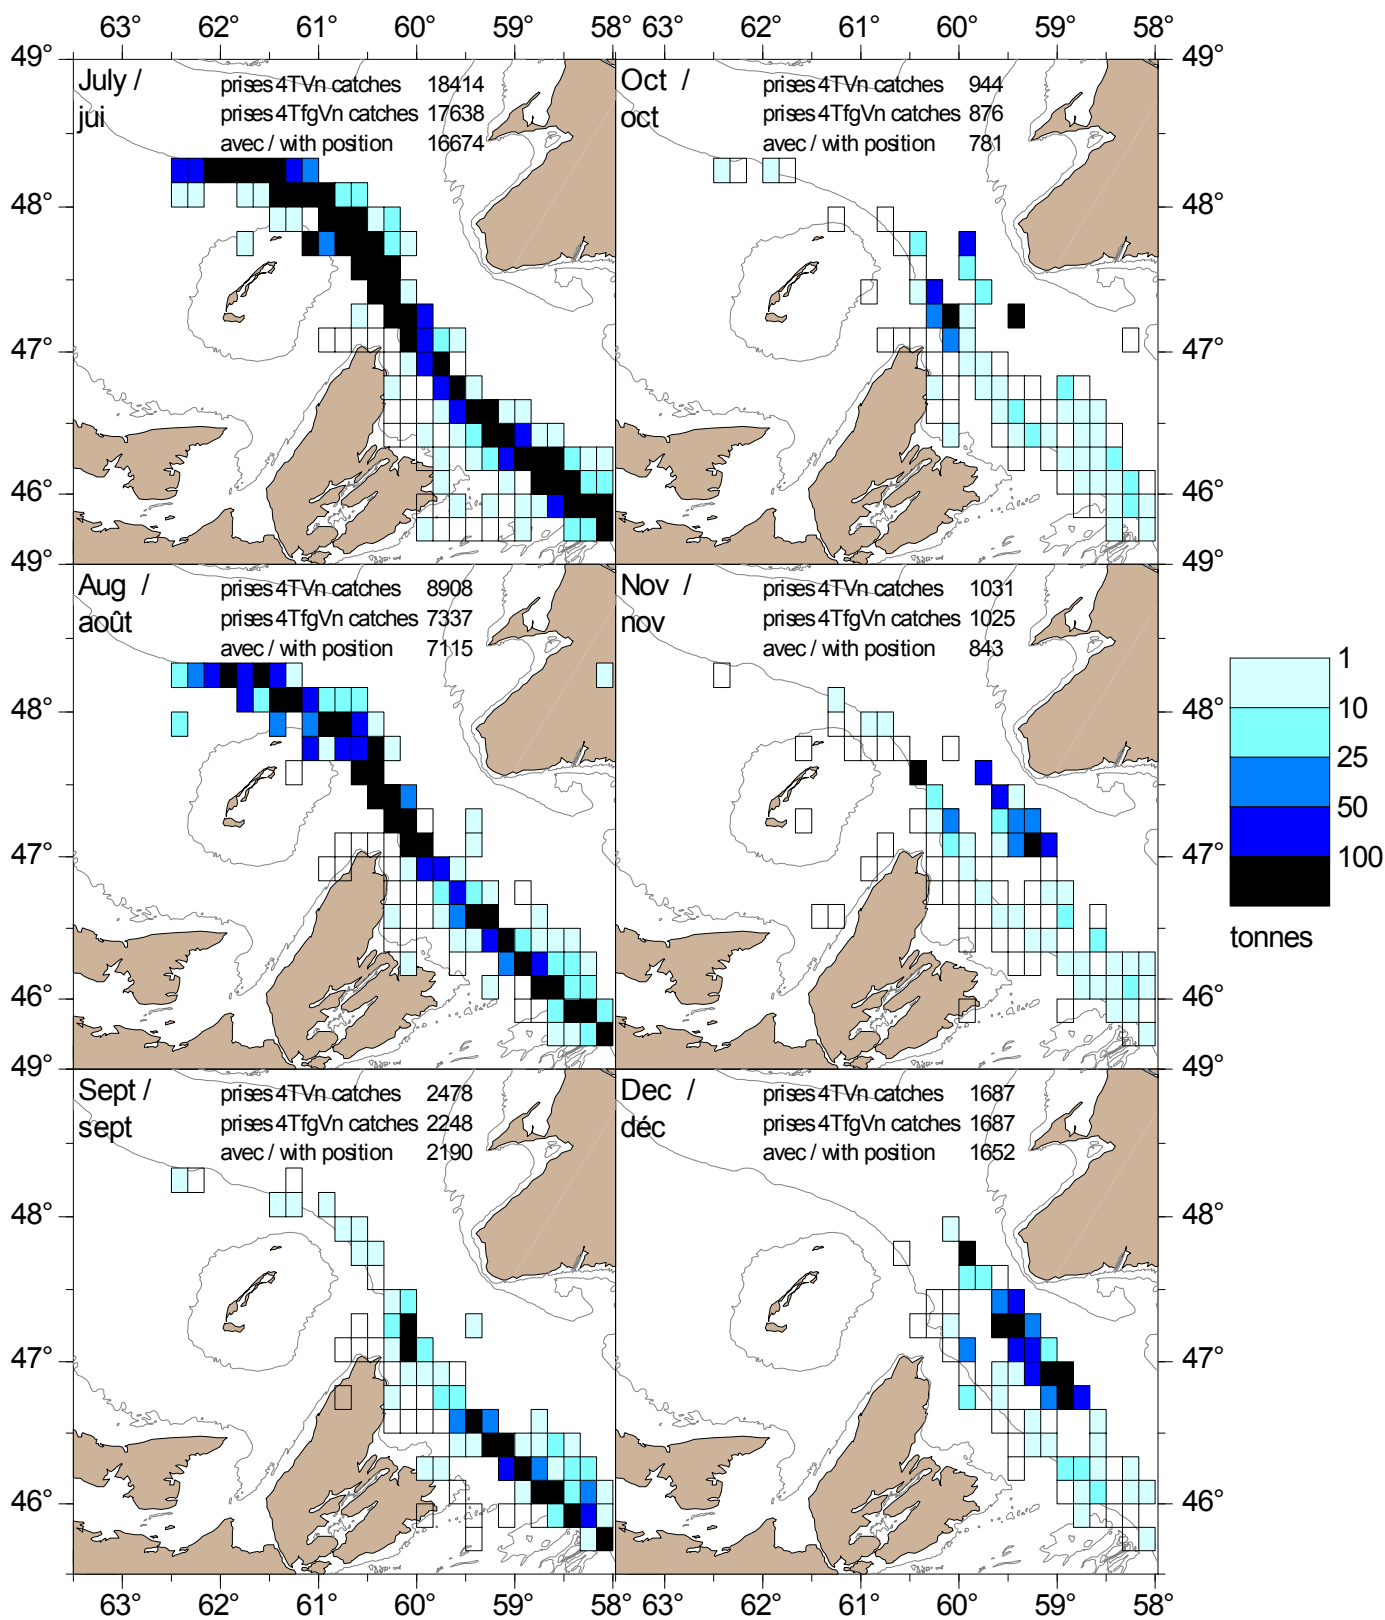 63° 62° 61° 60° 59° 58° 63° 62° 61° 60° 59° 58°
49° 49°
July / jui
prises 4TVn catches 18414
prises 4TfgVn catches 17638
avec / with position 16674
Oct / oct
prises 4TVn catches 944
prises 4TfgVn catches 876
avec / with position 781
48° 48°
47° 47°
46° 46°
49° 49°
Aug / août
prises 4TVn catches 8908
prises 4TfgVn catches 7337
avec / with position 7115
Nov / nov
prises 4TVn catches 1031
prises 4TfgVn catches 1025
avec / with position 843
48° 48°
47° 47°
46° 46°
1
10
25
50
100
tonnes
49° 49°
Sept / sept
prises 4TVn catches 2478
prises 4TfgVn catches 2248
avec / with position 2190
Dec / déc
prises 4TVn catches 1687
prises 4TfgVn catches 1687
avec / with position 1652
48° 48°
47° 47°
46° 46°
63° 62° 61° 60° 59° 58° 63° 62° 61° 60° 59° 58°